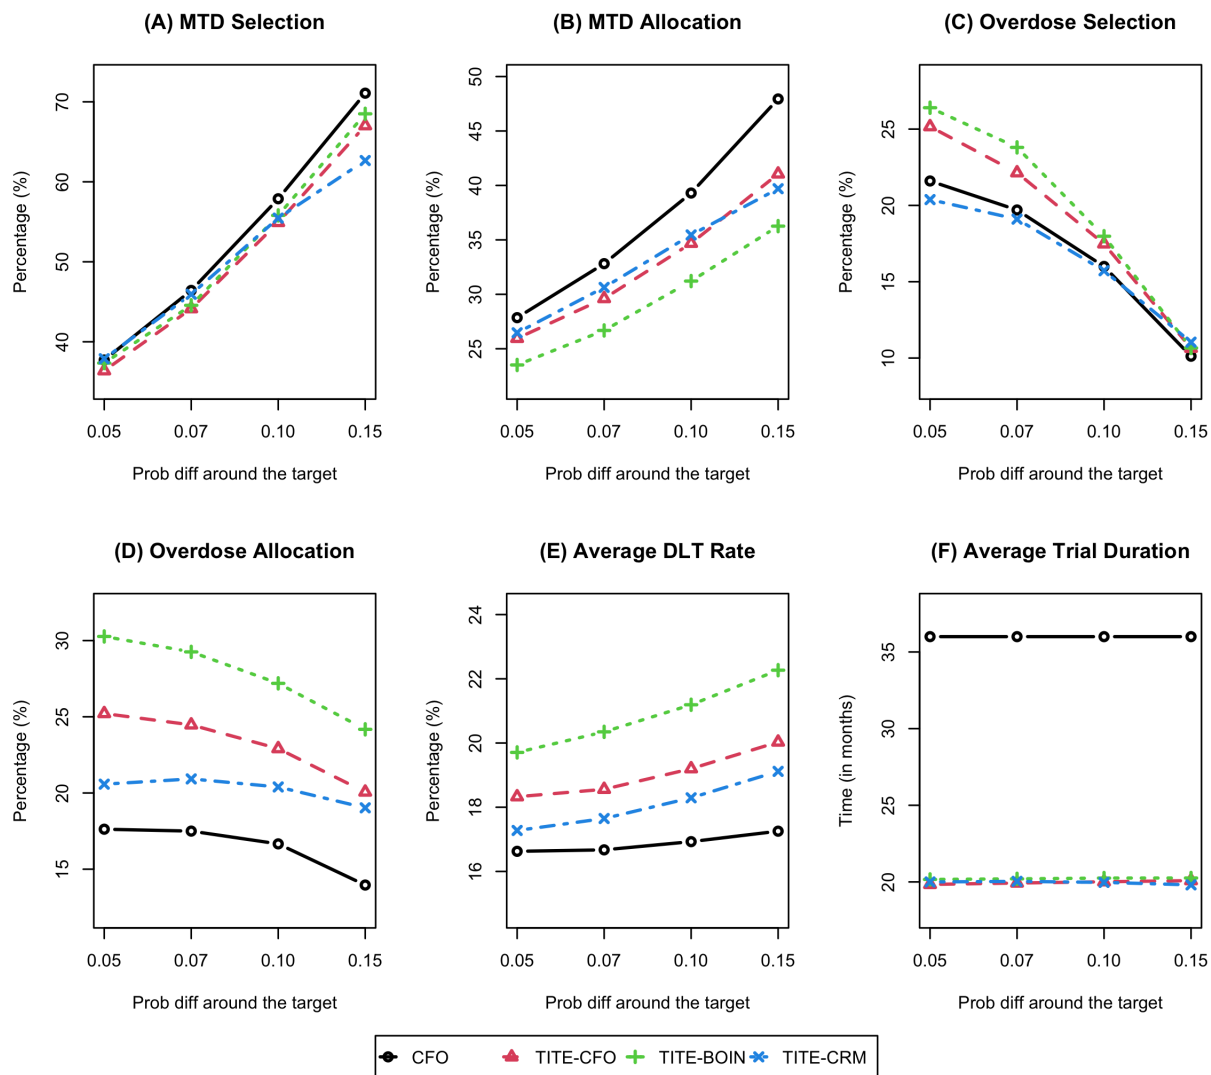 (A) MTD Selection
Percentage (%)
40
50
60
70
0.05 0.07 0.10 0.15
Prob diff around the target
(B) MTD Allocation
Percentage (%)
25
30
35
40
45
50
0.05 0.07 0.10 0.15
Prob diff around the target
(C) Overdose Selection
Percentage (%)
10
15
20
25
0.05 0.07 0.10 0.15
Prob diff around the target
(D) Overdose Allocation
Percentage (%)
15
20
25
30
0.05 0.07 0.10 0.15
Prob diff around the target
(E) Average DLT Rate
Percentage (%)
16
18
20
22
24
0.05 0.07 0.10 0.15
Prob diff around the target
(F) Average Trial Duration
Time (in months)
20
25
30
35
0.05 0.07 0.10 0.15
Prob diff around the target
CFO TITE-CFO TITE-BOIN TITE-CRM